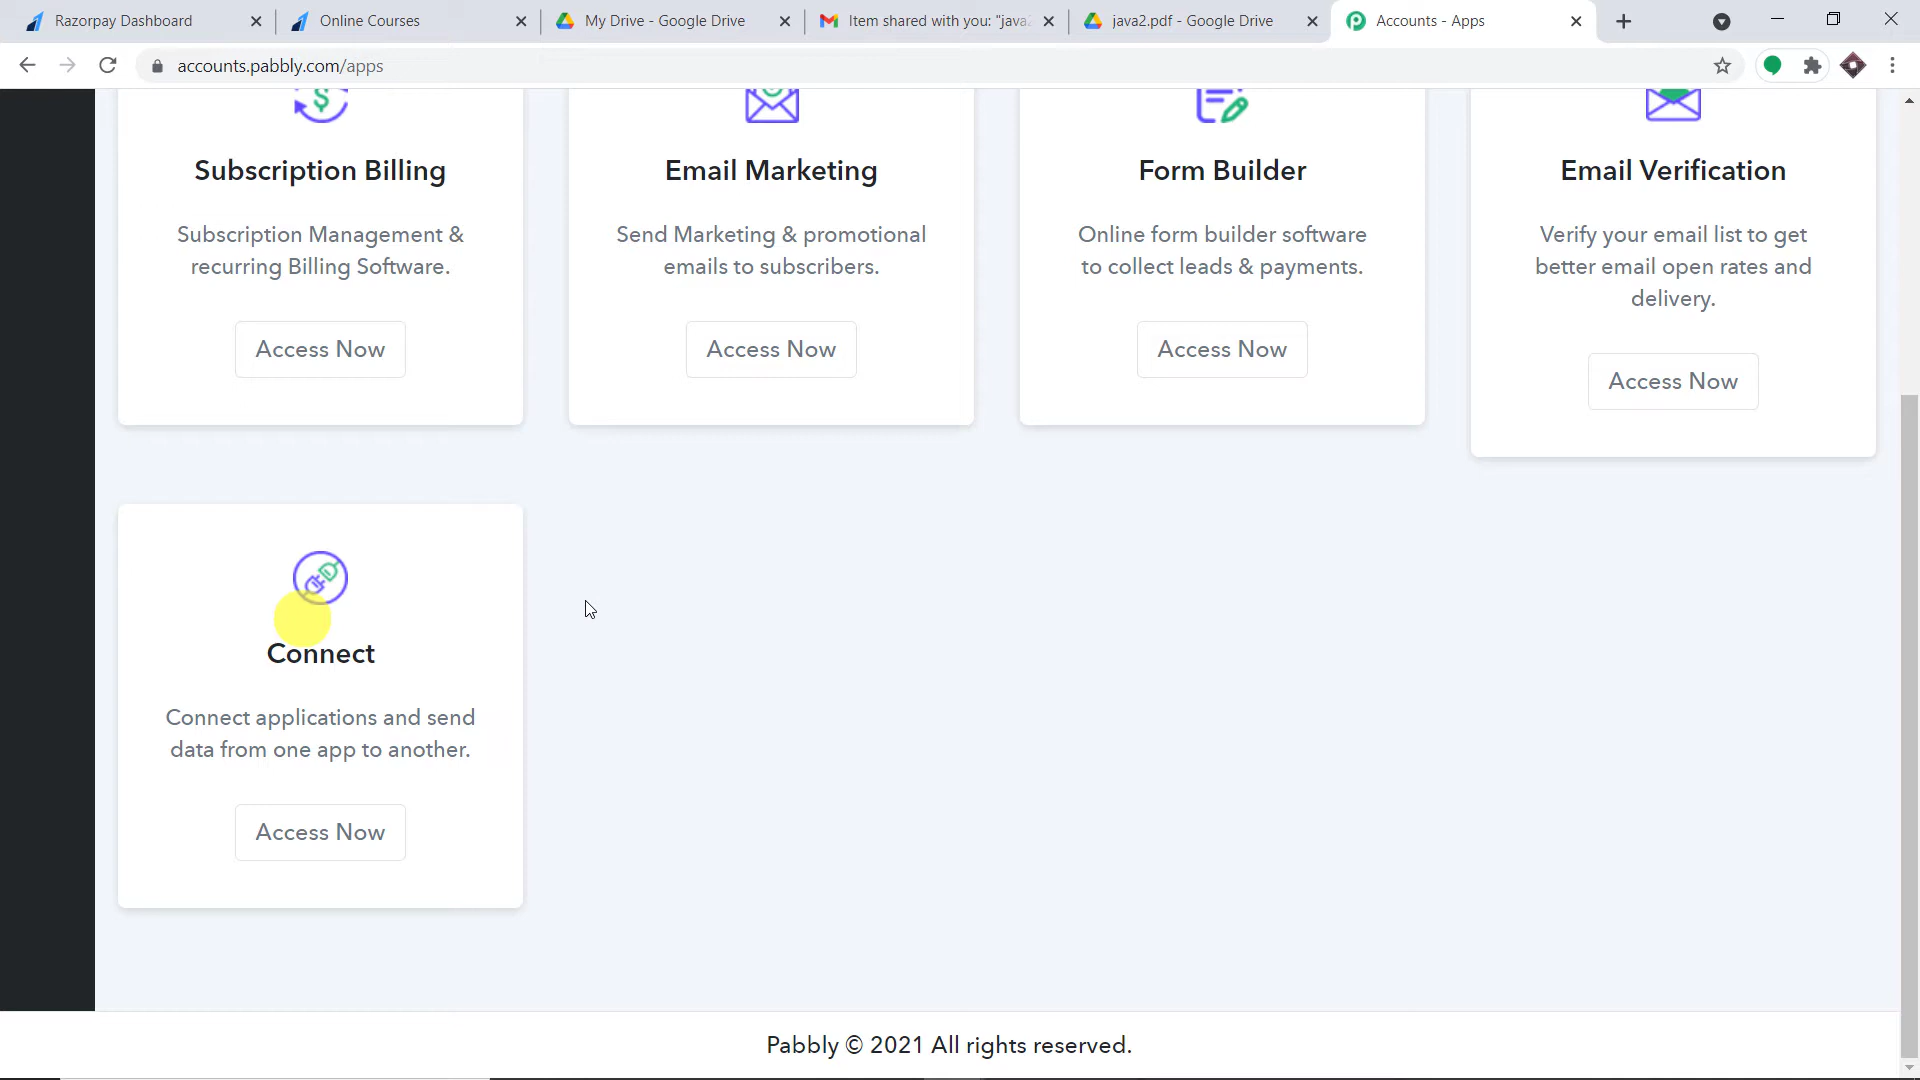 Razorpay Dashboard
Online Courses
My Drive - Google Drive
Item shared with you: "java2
java2.pdf - Google Drive
Accounts - Apps
accounts.pabbly.com/apps
Subscription Billing
Subscription Management &
recurring Billing Software.
Access Now
Email Marketing
Send Marketing & promotional
emails to subscribers.
Access Now
Form Builder
Online form builder software
to collect leads & payments.
Access Now
Email Verification
Verify your email list to get
better email open rates and
delivery.
Access Now
Connect
Connect applications and send
data from one app to another.
Access Now
Pabbly © 2021 All rights reserved.